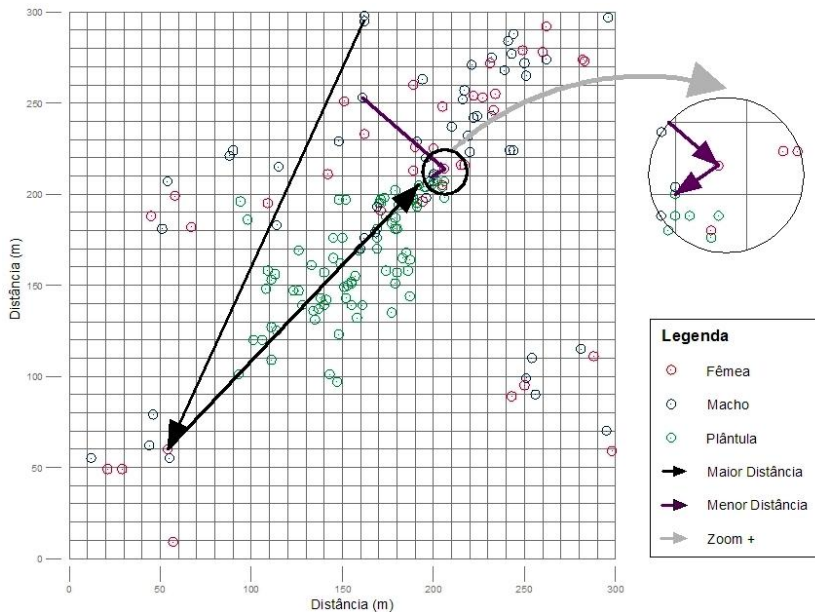 300
250
200
150
100
50
0
Distância (m)
0
50
100
150
200
250
300
Distância (m)
Legenda
Fêmea
Macho
Plântula
Maior Distância
Menor Distância
Zoom +